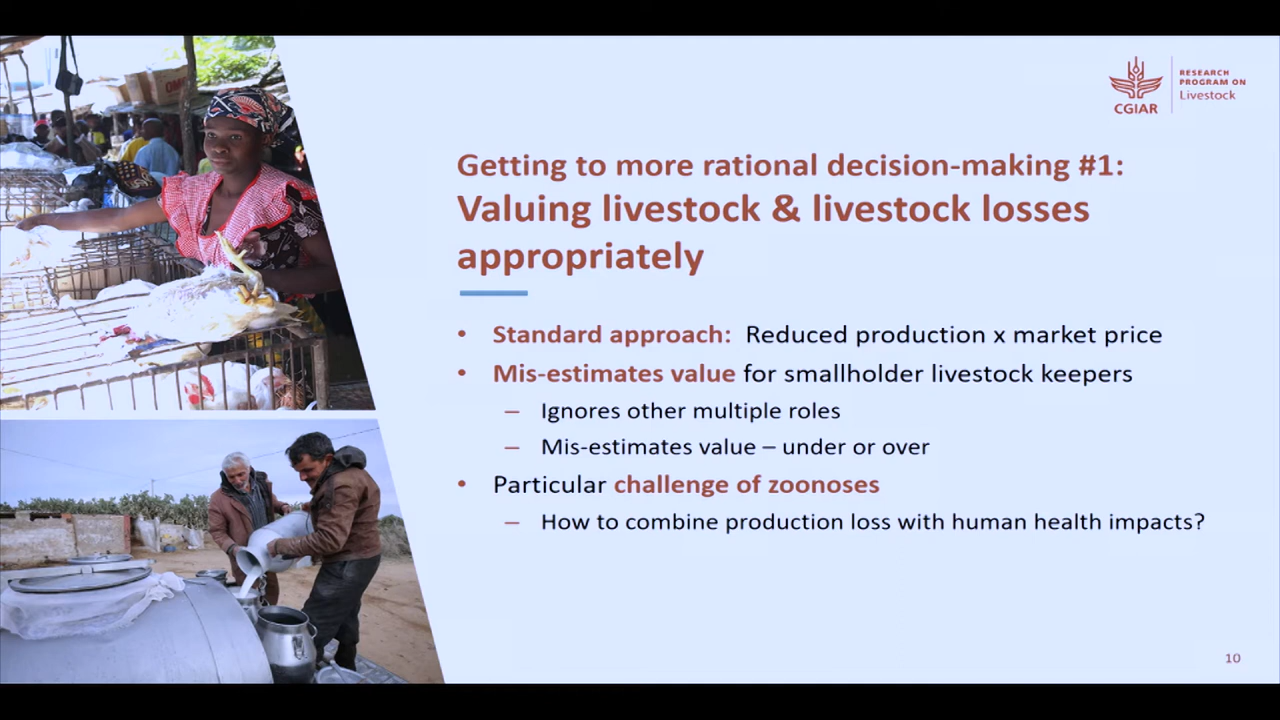 CGIAR
RESEARCH
PROGRAM ON
Livestock
Getting to more rational decision-making #1:
Valuing livestock & livestock losses
appropriately
• Standard approach: Reduced production x market price
• Mis-estimates value for smallholder livestock keepers
– Ignores other multiple roles
– Mis-estimates value – under or over
• Particular challenge of zoonoses
– How to combine production loss with human health impacts?
10